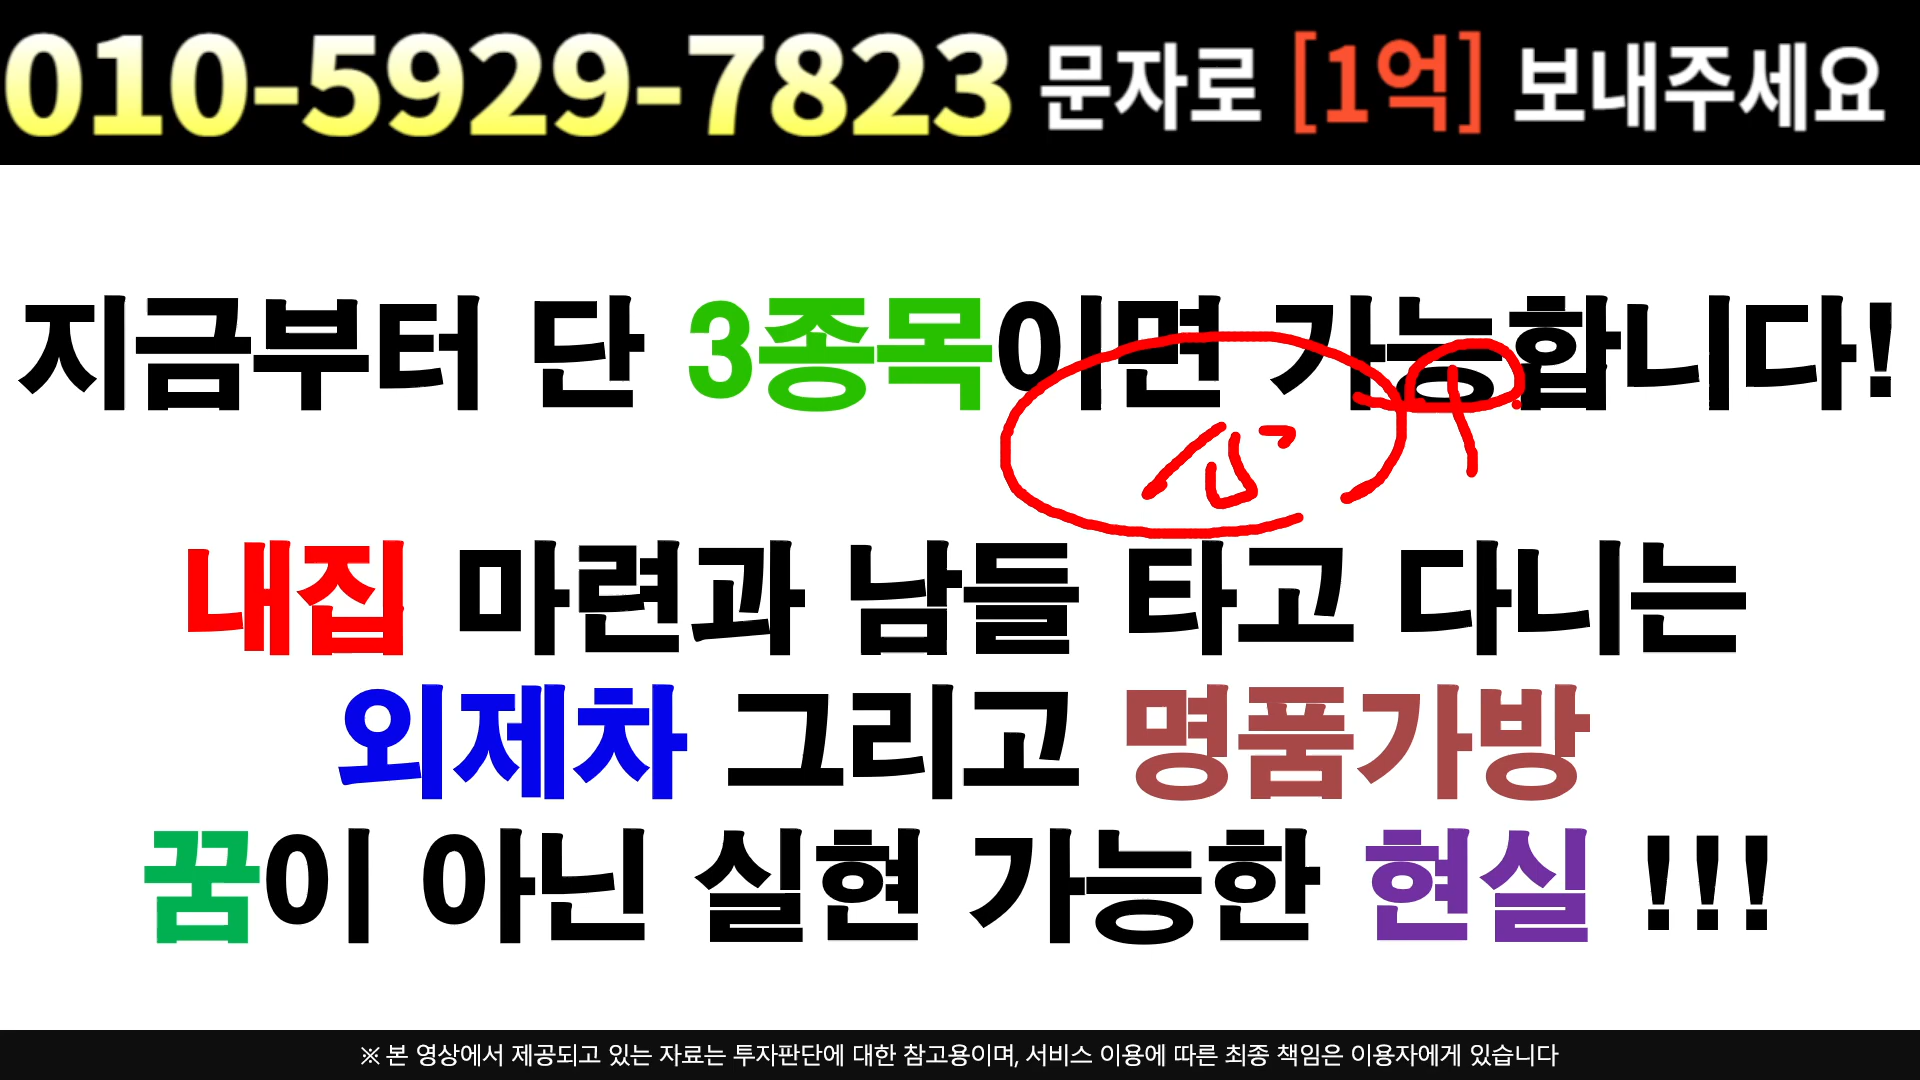 010-5929-7823 문자로 [1억] 보내주세요
지금부터 단 3종목이면 가능합니다!
내집 마련과 남들 타고 다니는
외제차 그리고 명품가방
꿈이 아닌 실현 가능한 현실 !!!
※ 본 영상에서 제공되고 있는 자료는 투자판단에 대한 참고용이며, 서비스 이용에 따른 최종 책임은 이용자에게 있습니다